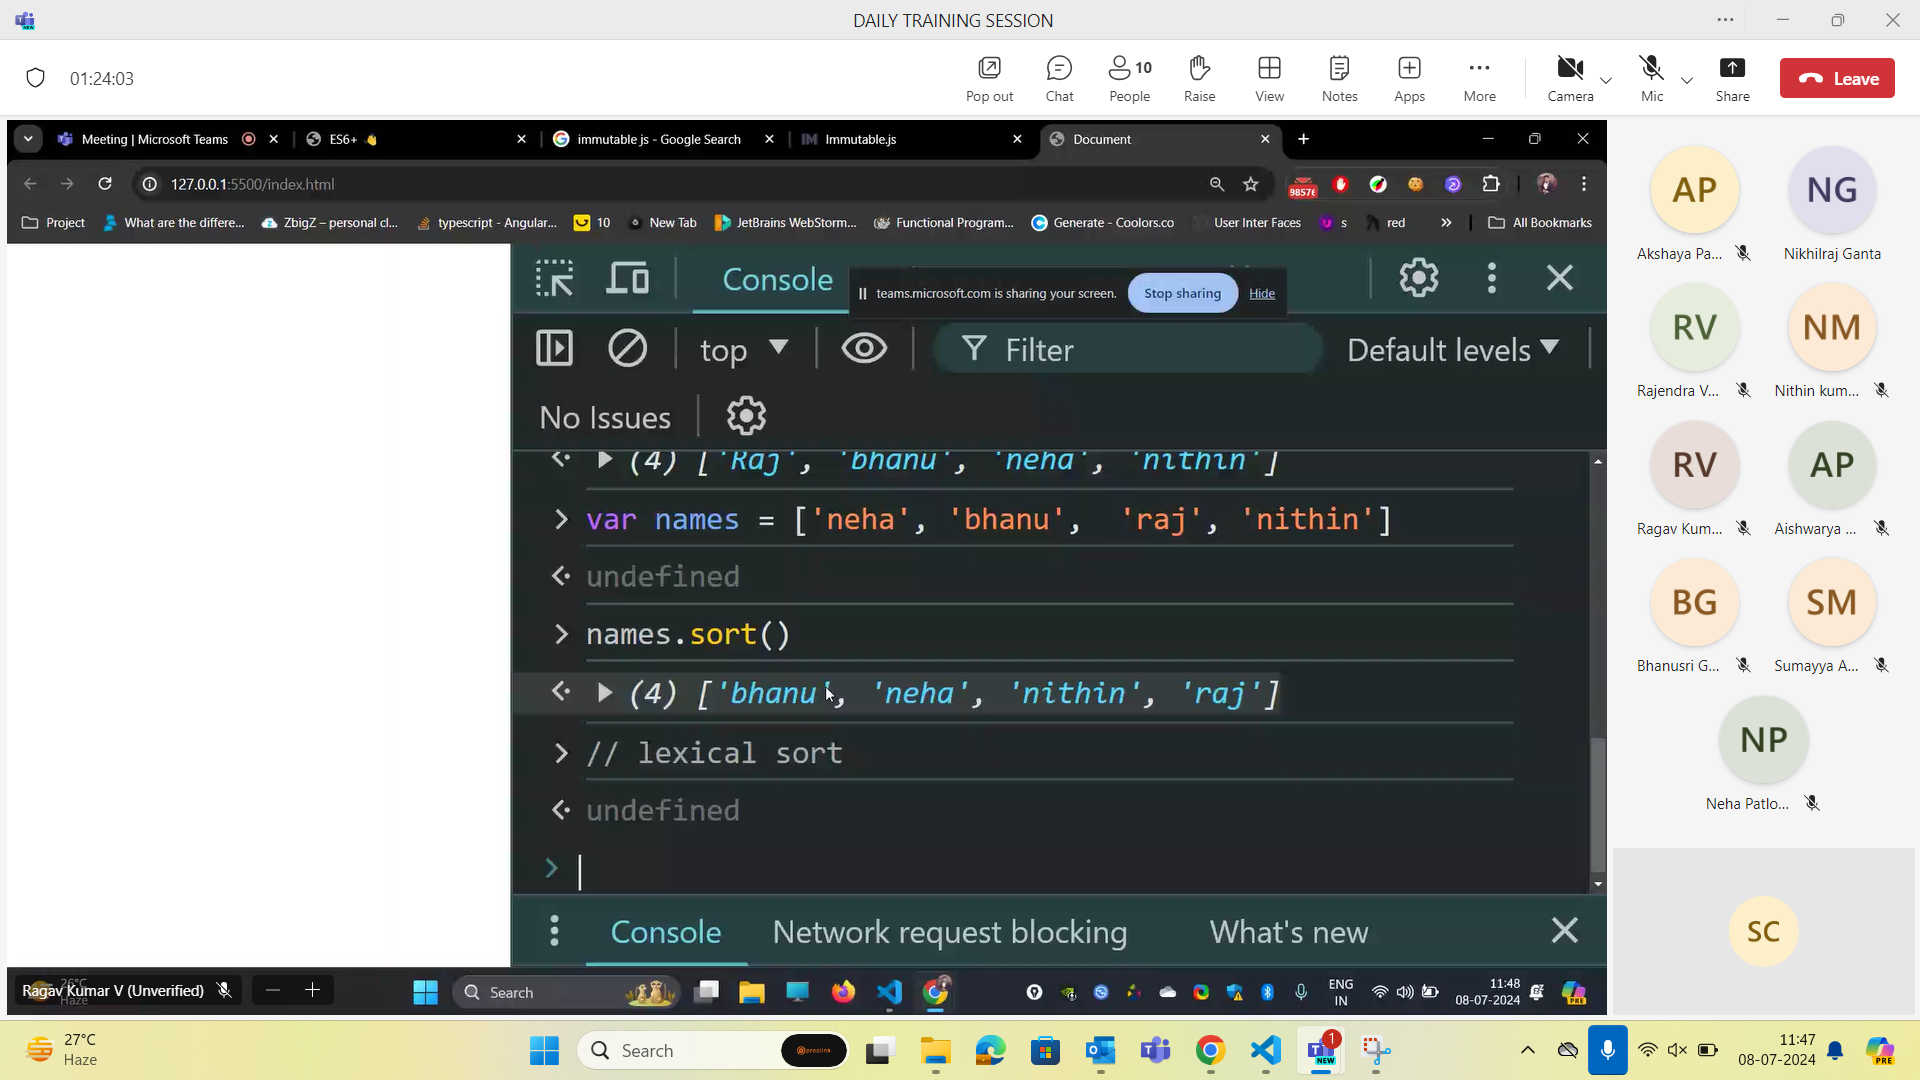 DAILY TRAINING SESSION
01:24:03
Pop out
Chat
10
People
Raise
View
Notes
Apps
More
Camera
Mic
Share
Leave
Meeting | Microsoft Teams
ES6+
immutable js - Google Search
Immutable.js
Document
127.0.0.1:5500/index.html
98576
Project
What are the differe...
ZbigZ – personal cl...
typescript - Angular...
10
New Tab
JetBrains WebStorm...
Functional Program...
Generate - Coolors.co
User Inter Faces
s
red
All Bookmarks
Console
teams.microsoft.com is sharing your screen.
Stop sharing
Hide
top
Filter
Default levels
No Issues
(4) ['Raj', 'bhanu', 'neha', 'nithin']
var names = ['neha', 'bhanu', 'raj', 'nithin']
undefined
names.sort()
(4) ['bhanu', 'neha', 'nithin', 'raj']
// lexical sort
undefined
Console
Network request blocking
What's new
Ragav Kumar V (Unverified)
Search
ENG
IN
11:48
08-07-2024
PRE
AP
Akshaya Pa...
NG
Nikhilraj Ganta
RV
Rajendra V...
NM
Nithin kum...
RV
Ragav Kum...
AP
Aishwarya ...
BG
Bhanusri G...
SM
Sumayya A...
NP
Neha Patlo...
SC
27°C
Haze
Search
proclink
NEW
1
11:47
08-07-2024
PRE